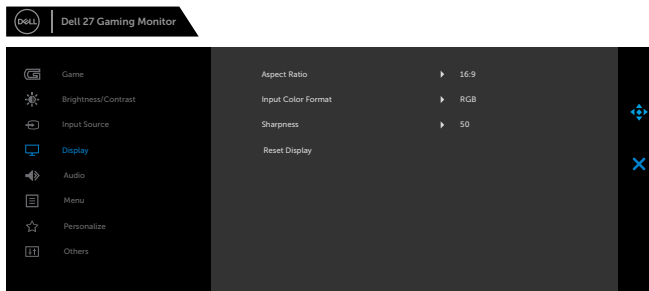 DELL
Dell 27 Gaming Monitor
Game
Brightness/Contrast
Input Source
Display
Audio
Menu
Personalize
Others
Aspect Ratio 16:9
Input Color Format RGB
Sharpness 50
Reset Display